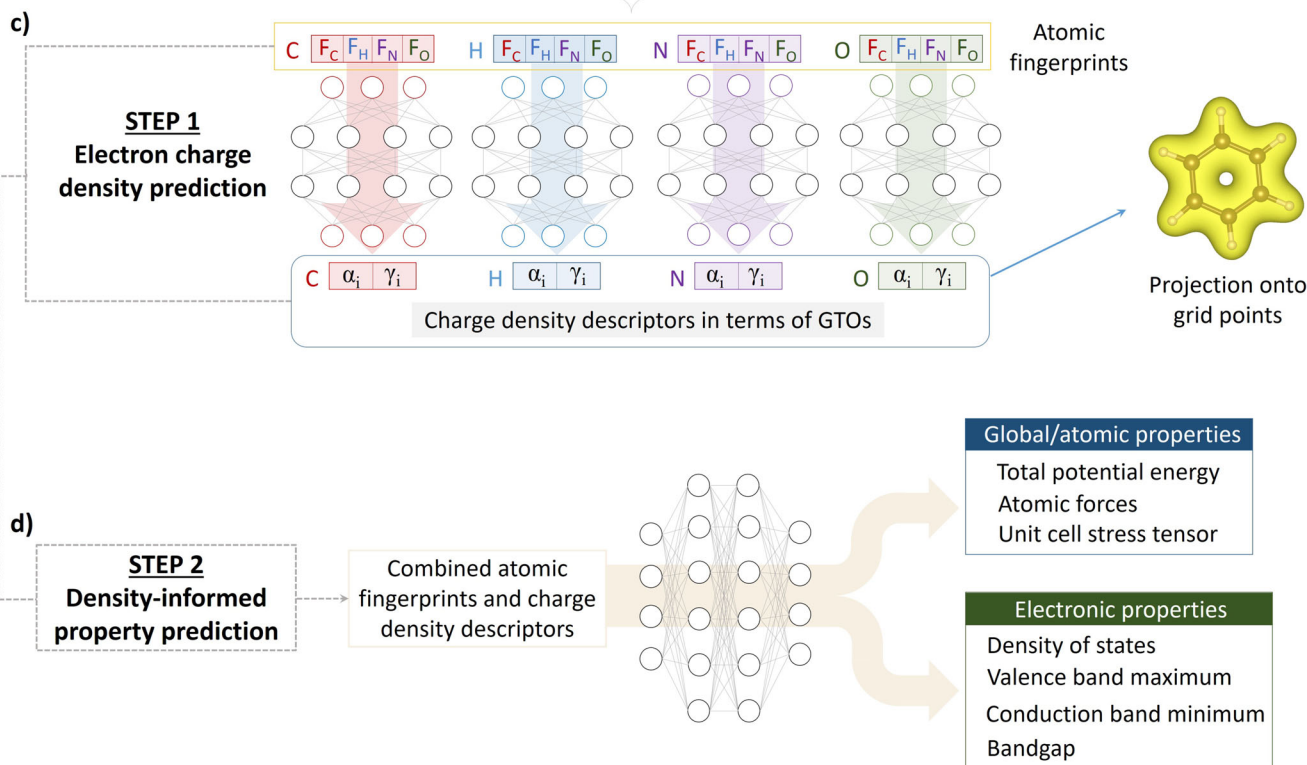 c)
C F_C F_H F_N F_O H F_C F_H F_N F_O N F_C F_H F_N F_O O F_C F_H F_N F_O
Atomic
fingerprints
STEP 1
Electron charge
density prediction
C α_i γ_i H α_i γ_i N α_i γ_i O α_i γ_i
Charge density descriptors in terms of GTOs
Projection onto
grid points
d)
STEP 2
Density-informed
property prediction
Combined atomic
fingerprints and charge
density descriptors
Global/atomic properties
Total potential energy
Atomic forces
Unit cell stress tensor
Electronic properties
Density of states
Valence band maximum
Conduction band minimum
Bandgap